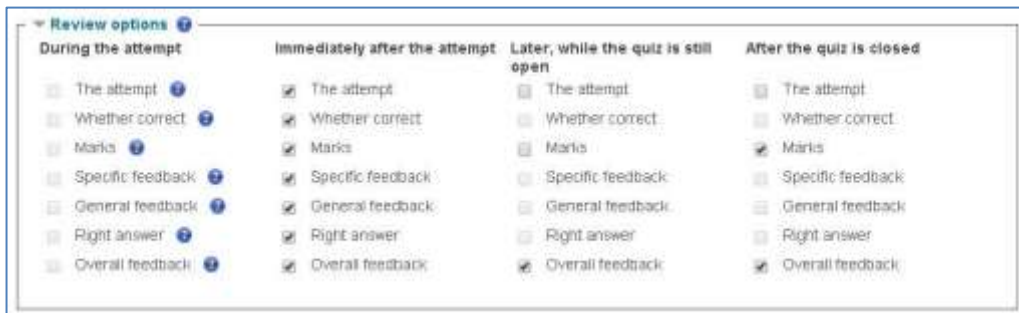 Review options
During the attempt Immediately after the attempt Later, while the quiz is still open After the quiz is closed
The attempt The attempt The attempt The attempt
Whether correct Whether correct Whether correct Whether correct
Marks Marks Marks Marks
Specific feedback Specific feedback Specific feedback Specific feedback
General feedback General feedback General feedback General feedback
Right answer Right answer Right answer Right answer
Overall feedback Overall feedback Overall feedback Overall feedback